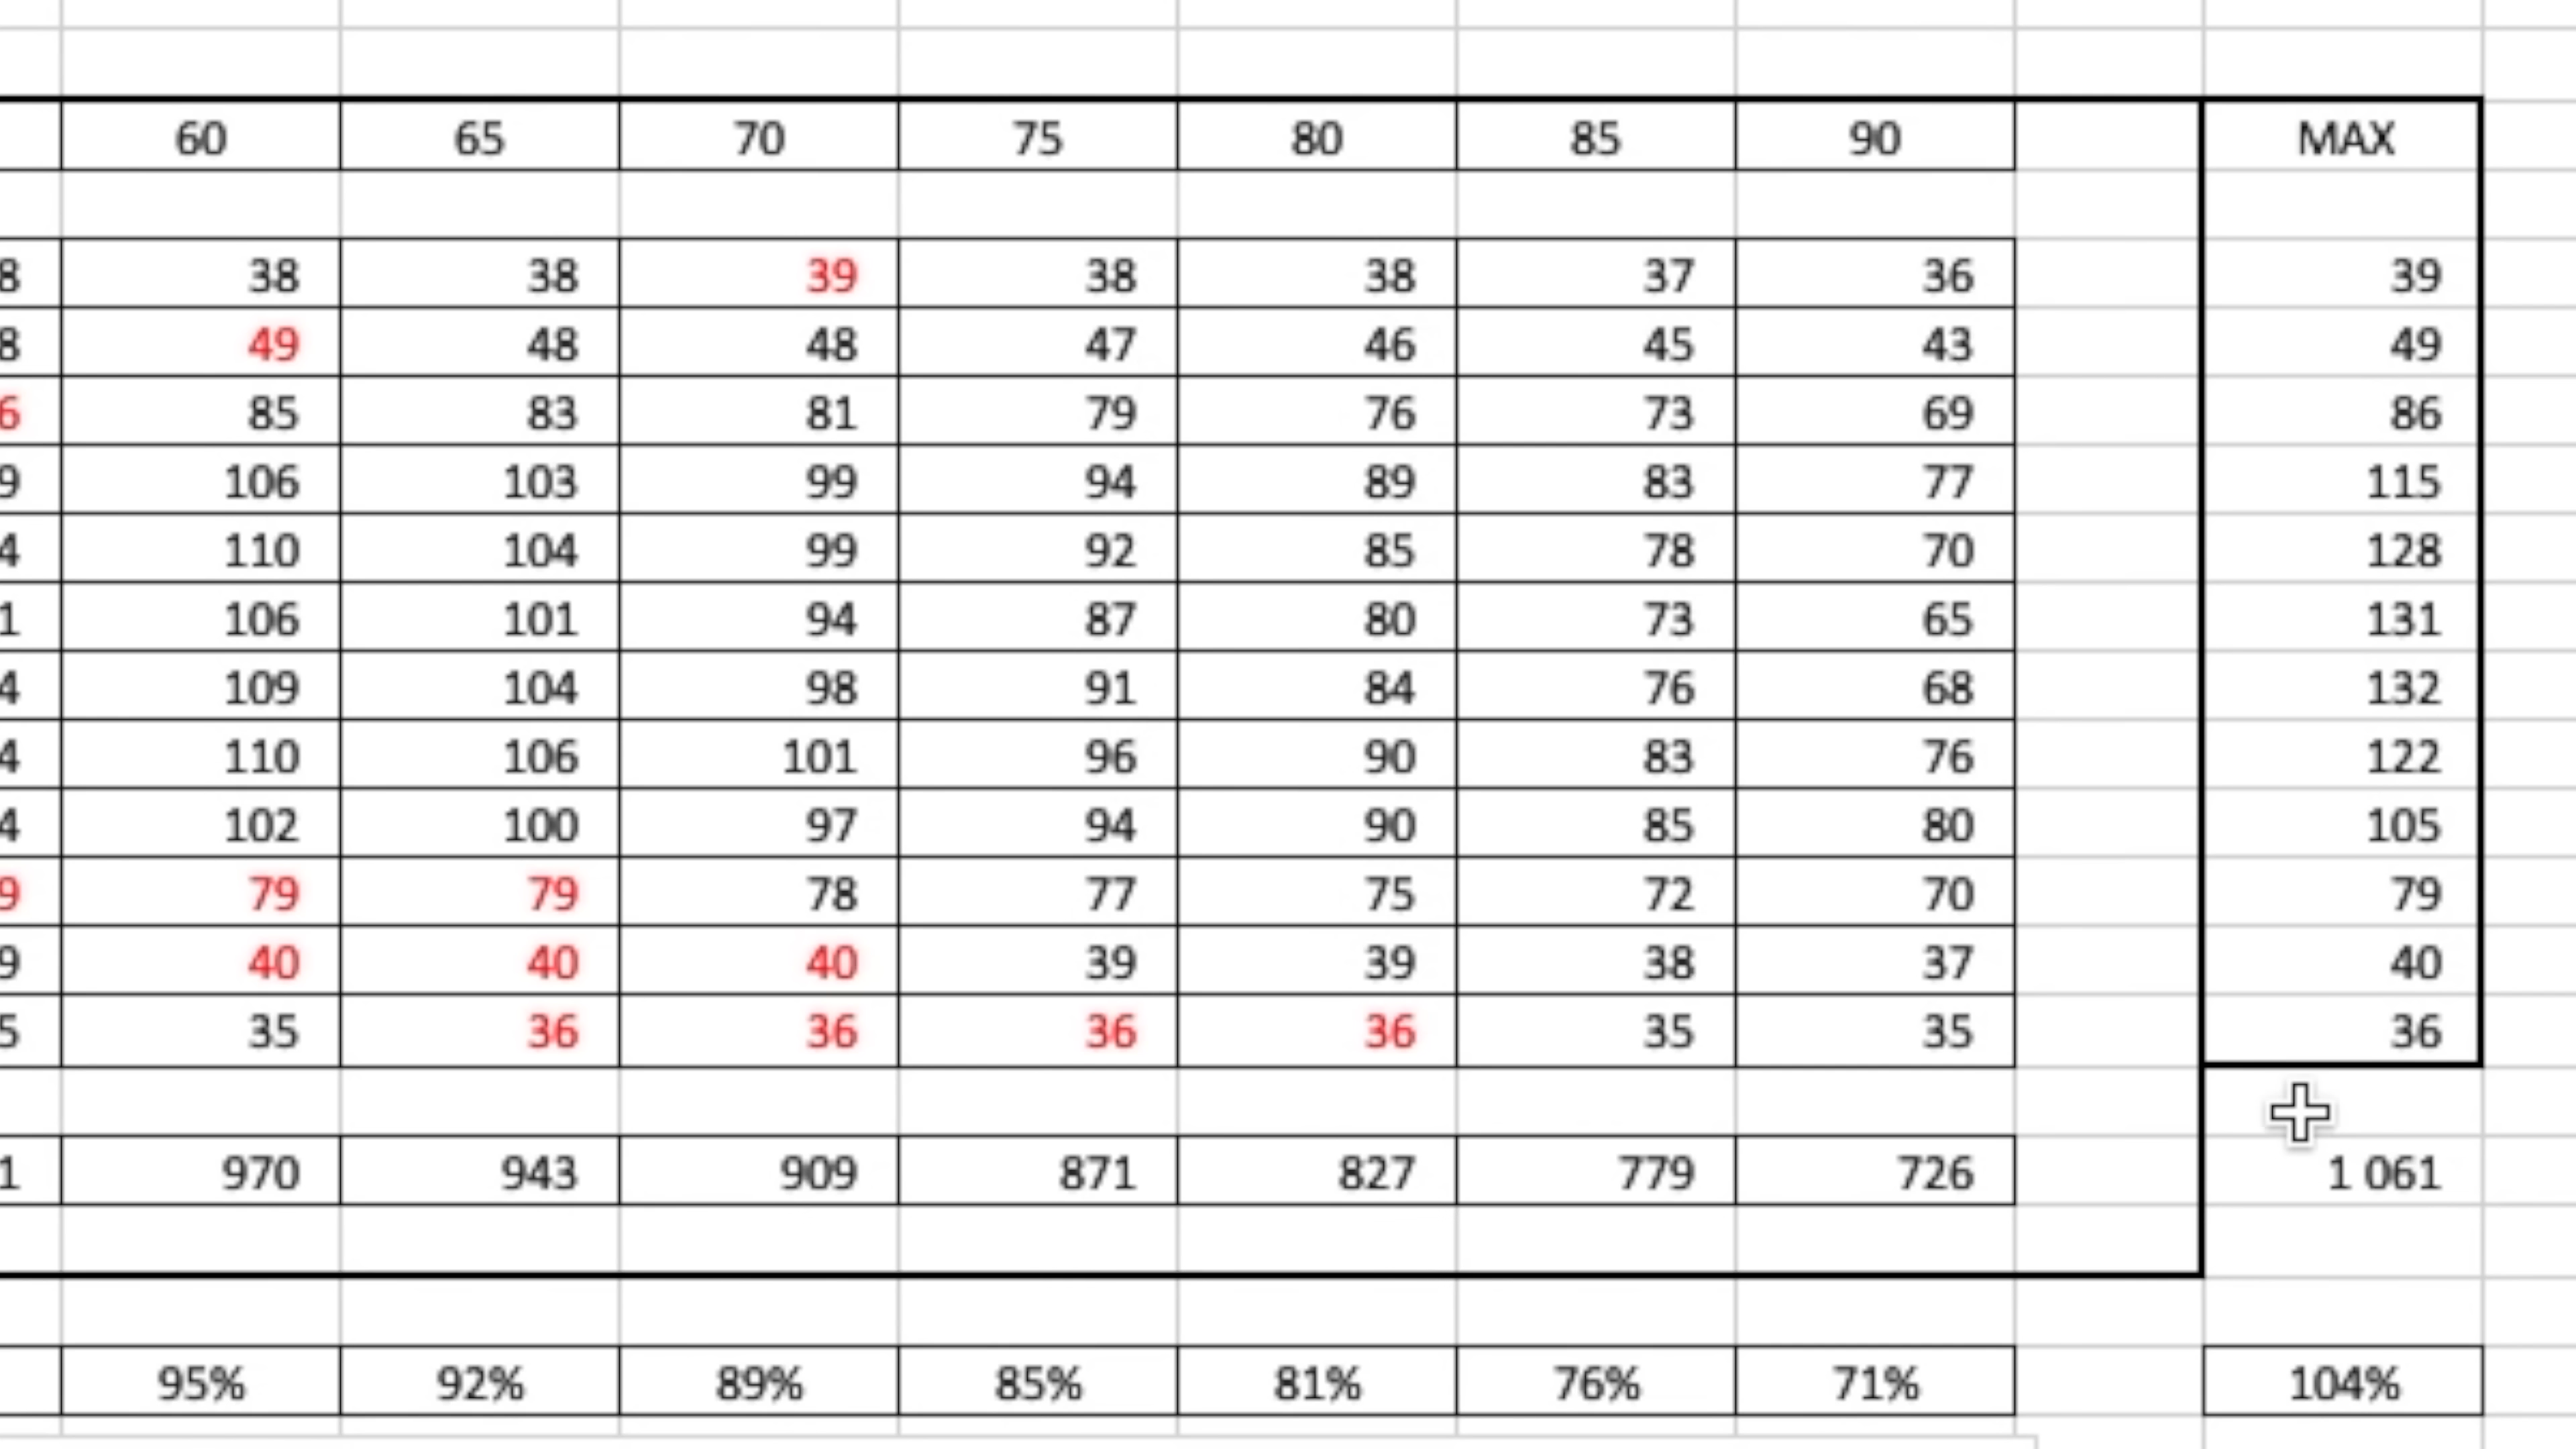 60 65 70 75 80 85 90 MAX
8 38 38 39 38 38 37 36 39
8 49 48 48 47 46 45 43 49
6 85 83 81 79 76 73 69 86
9 106 103 99 94 89 83 77 115
4 110 104 99 92 85 78 70 128
1 106 101 94 87 80 73 65 131
4 109 104 98 91 84 76 68 132
4 110 106 101 96 90 83 76 122
4 102 100 97 94 90 85 80 105
9 79 79 78 77 75 72 70 79
9 40 40 40 39 39 38 37 40
5 35 36 36 36 36 35 35 36
1 970 943 909 871 827 779 726 1 061
95% 92% 89% 85% 81% 76% 71% 104%